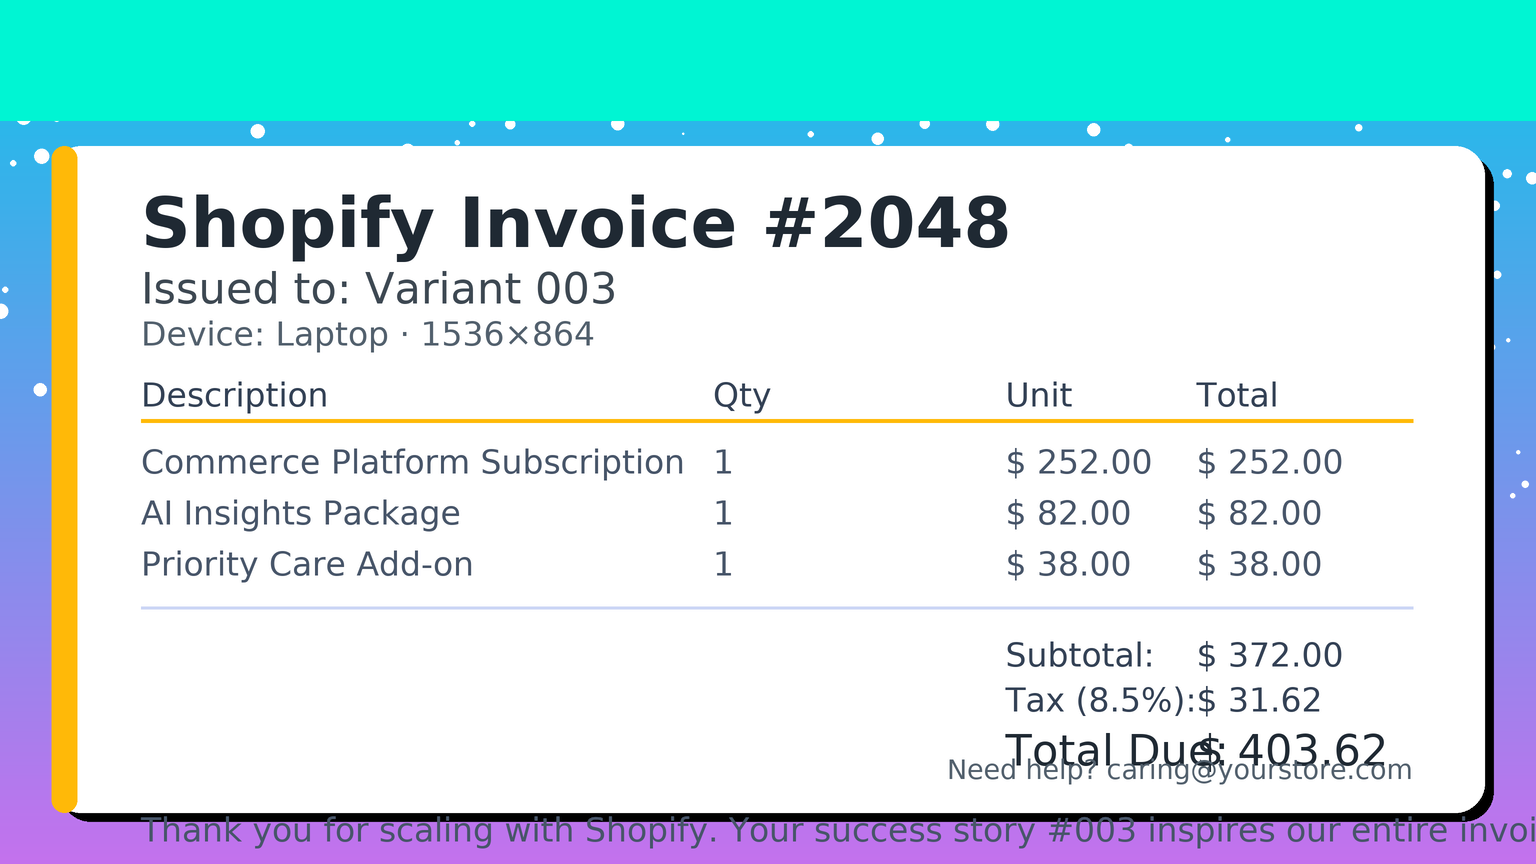 Shopify Invoice #2048
Issued to: Variant 003
Device: Laptop · 1536×864
Description Qty Unit Total
Commerce Platform Subscription 1 $ 252.00 $ 252.00
AI Insights Package 1 $ 82.00 $ 82.00
Priority Care Add-on 1 $ 38.00 $ 38.00
Subtotal: $ 372.00
Tax (8.5%): $ 31.62
Total Due: $ 403.62
Need help? caring@yourstore.com
Thank you for scaling with Shopify. Your success story #003 inspires our entire invoi